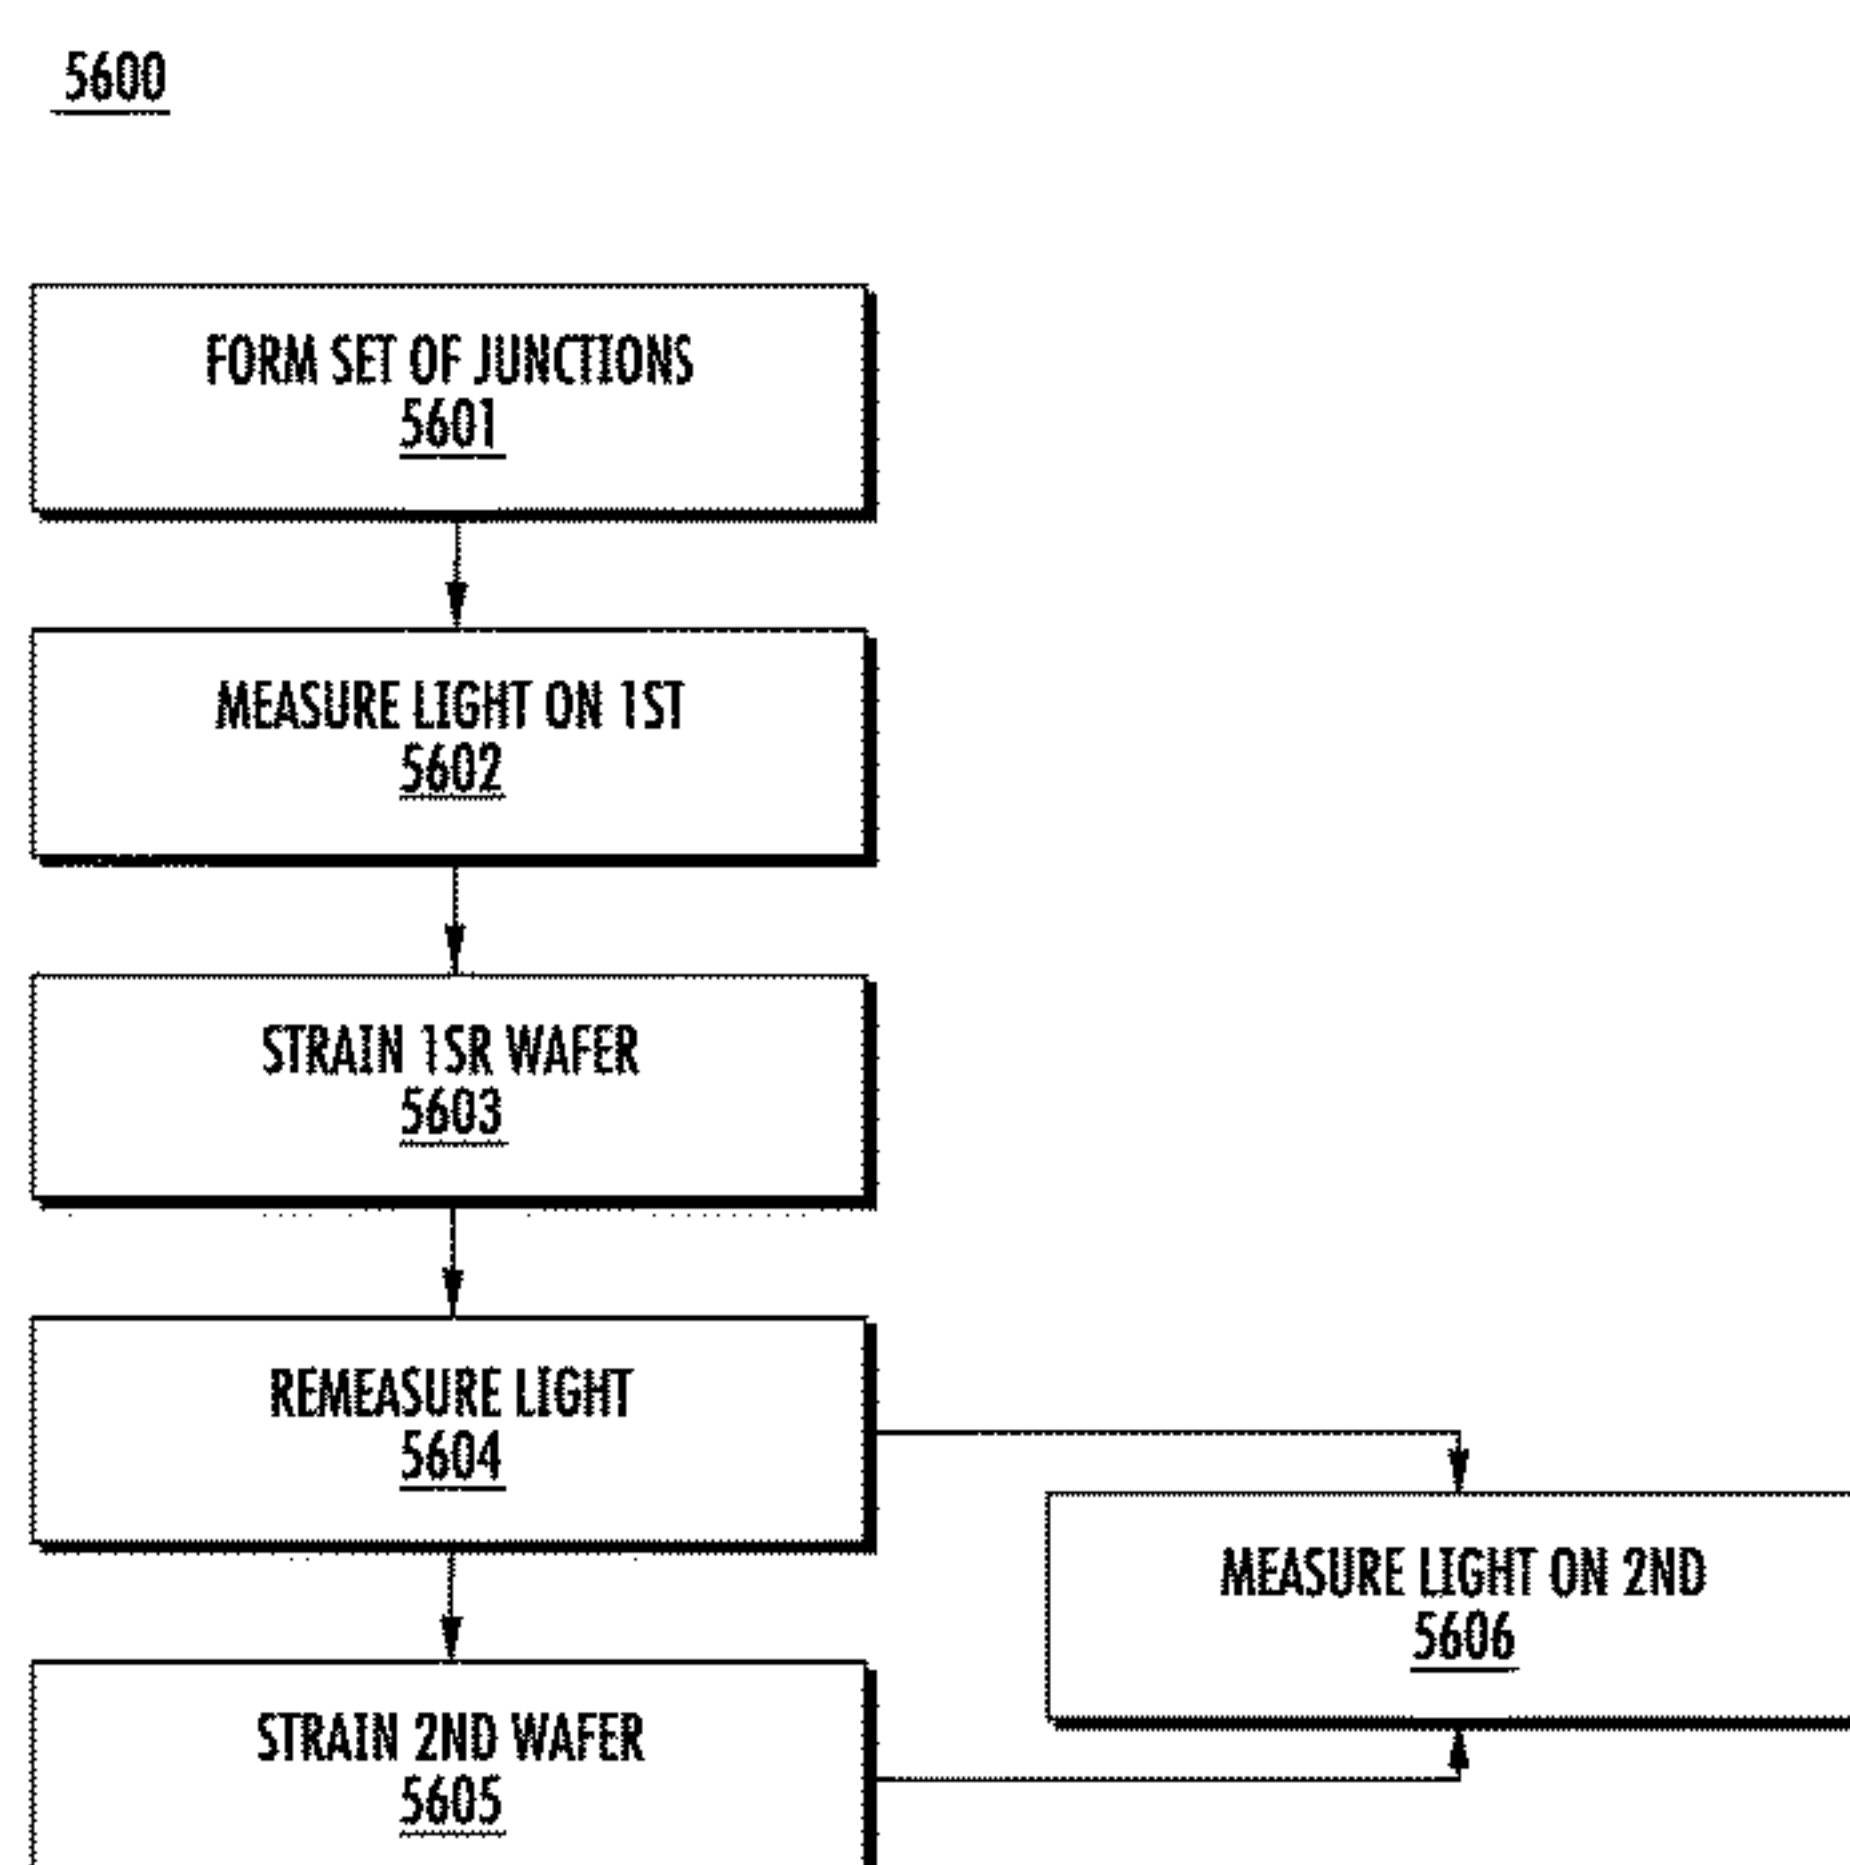 5600
FORM SET OF JUNCTIONS
5601
MEASURE LIGHT ON 1ST
5602
STRAIN 1SR WAFER
5603
REMEASURE LIGHT
5604
MEASURE LIGHT ON 2ND
5606
STRAIN 2ND WAFER
5605